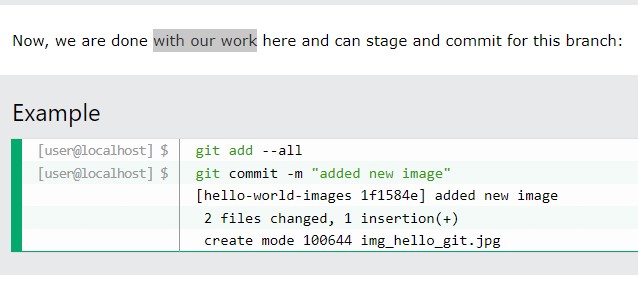 Now, we are done with our work here and can stage and commit for this branch:
Example
[user@localhost] $ git add --all
[user@localhost] $ git commit -m "added new image"
[hello-world-images 1f1584e] added new image
2 files changed, 1 insertion(+)
create mode 100644 img_hello_git.jpg